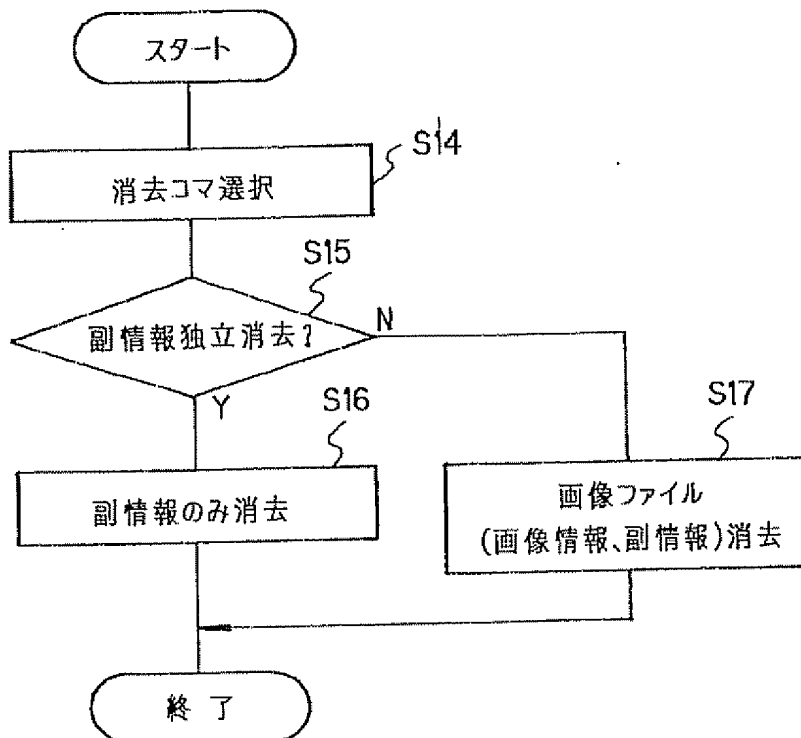 スタート
S14
消去コマ選択
S15
副情報独立消去?
N
Y
S16
副情報のみ消去
S17
画像ファイル
(画像情報、副情報)消去
終了